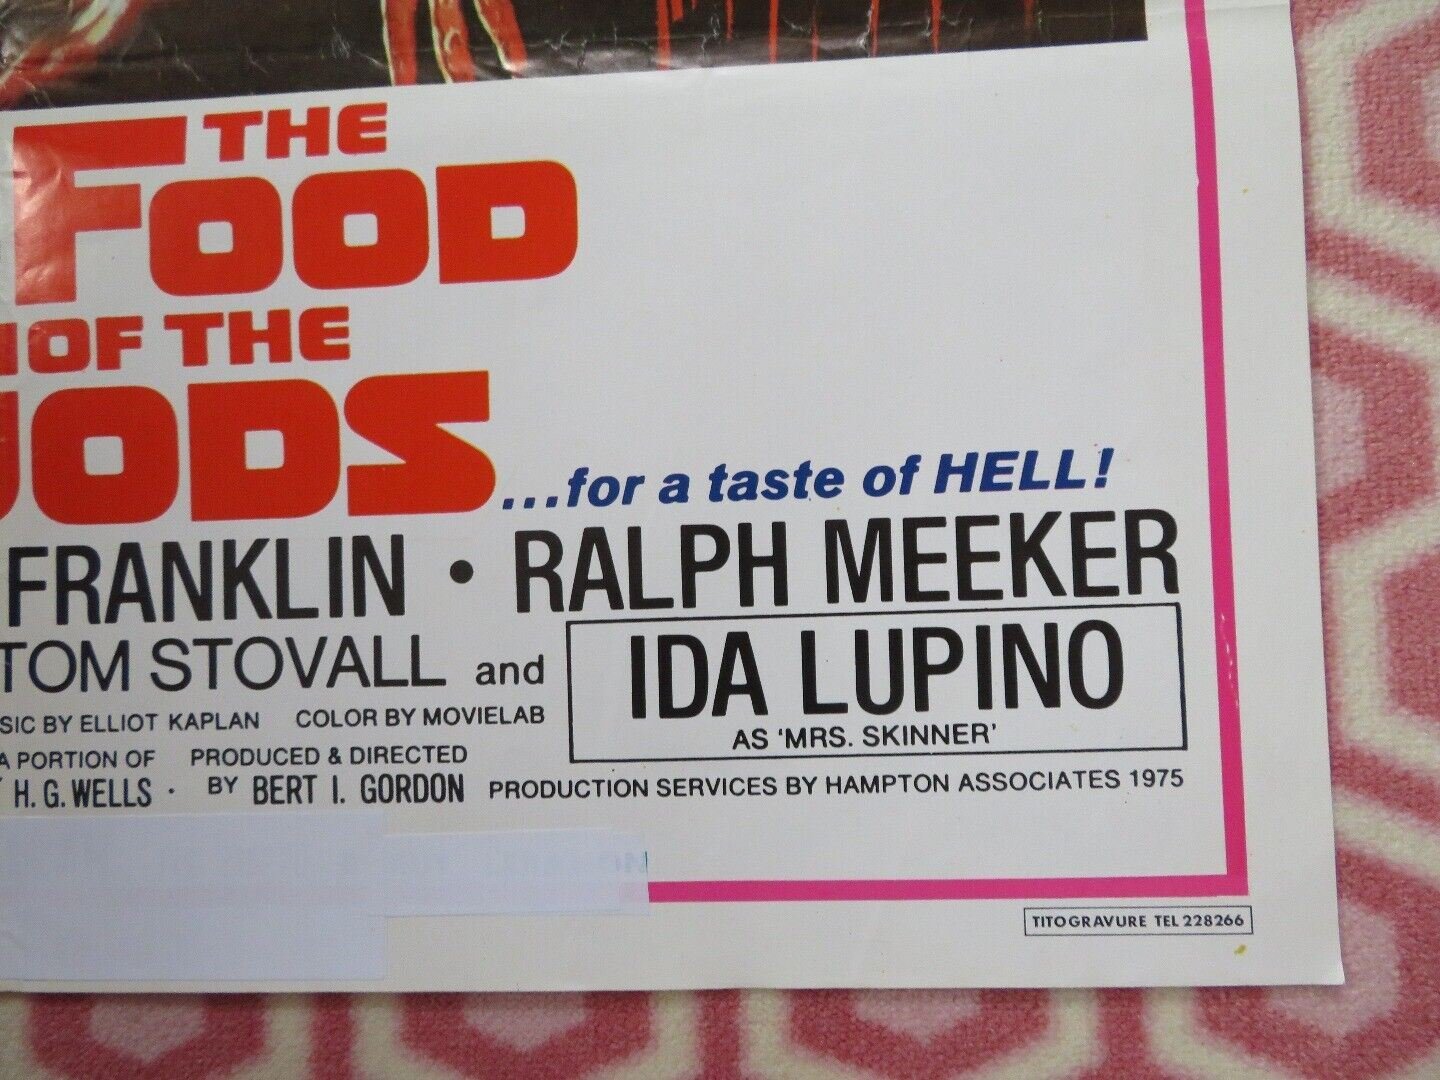 THE
FOOD
OF THE
ODS
...for a taste of HELL!
FRANKLIN • RALPH MEEKER
TOM STOVALL and IDA LUPINO
AS 'MRS. SKINNER'
SIC BY ELLIOT KAPLAN COLOR BY MOVIELAB
A PORTION OF PRODUCED & DIRECTED
H. G. WELLS · BY BERT I. GORDON PRODUCTION SERVICES BY HAMPTON ASSOCIATES 1975
TITOGRAVURE TEL 228266